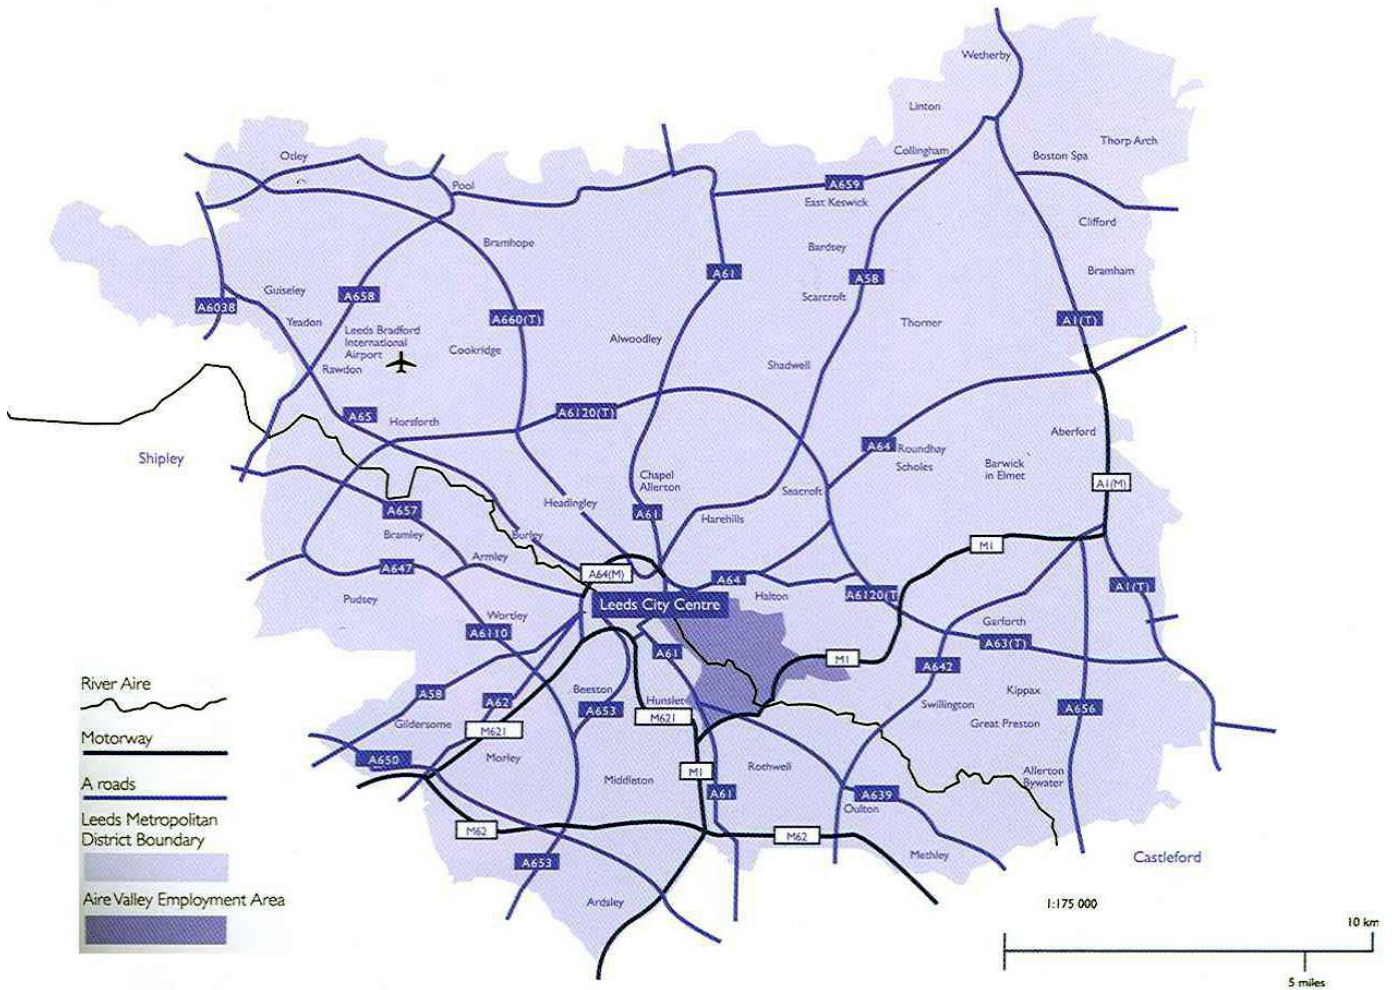 Wetherby
Linton
Thorp Arch
Collingham
Boston Spa
Otley
Pool
A659
East Keswick
Clifford
Bramhope
Bardsey
A61
A58
Bramham
Guiseley
A658
Scarcroft
A6038
Yeadon
A660(T)
Thorner
A1(T)
Leeds Bradford
International
Airport
Alwoodley
Cookridge
Shadwell
Rawdon
A65
Horsforth
A6120(T)
Aberford
A64
Roundhay
Scholes
Shipley
Barwick
in Elmet
Chapel
Allerton
A1(M)
Seacroft
Headingley
A657
A61
Harehills
Bramley
Burley
M1
Armley
A647
A64(M)
A64
A1(T)
Pudsey
Halton
A6120(T
Leeds City Centre
Wortley
Garforth
A6110
A63(T)
A61
M1
A642
River Aire
A58
A62
Beeston
Hunslet
Kippax
Swillington
A653
M621
A656
Gildersome
M621
Great Preston
Motorway
A650
Morley
Middleton
M1
Rothwell
Allerton
Bywater
A roads
A61
A639
Oulton
Leeds Metropolitan
District Boundary
M62
M62
A653
Methley
Castleford
Aire Valley Employment Area
Ardsley
1:175 000
10 km
5 miles